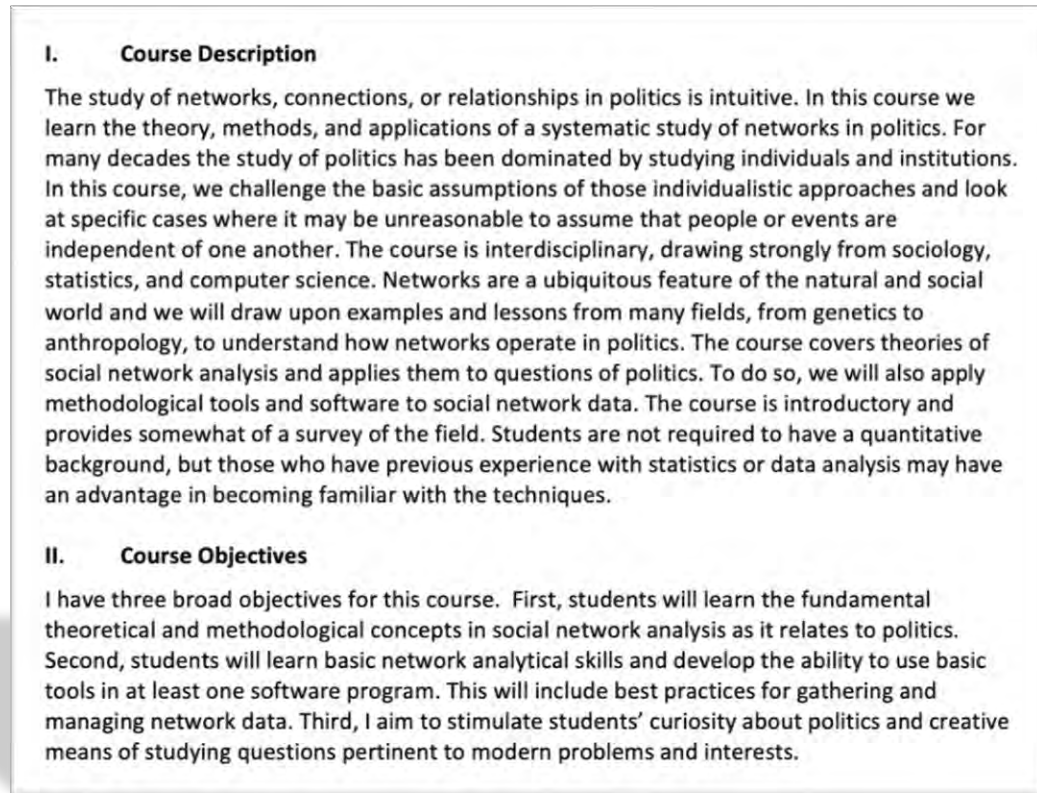 I. Course Description
The study of networks, connections, or relationships in politics is intuitive. In this course we
learn the theory, methods, and applications of a systematic study of networks in politics. For
many decades the study of politics has been dominated by studying individuals and institutions.
In this course, we challenge the basic assumptions of those individualistic approaches and look
at specific cases where it may be unreasonable to assume that people or events are
independent of one another. The course is interdisciplinary, drawing strongly from sociology,
statistics, and computer science. Networks are a ubiquitous feature of the natural and social
world and we will draw upon examples and lessons from many fields, from genetics to
anthropology, to understand how networks operate in politics. The course covers theories of
social network analysis and applies them to questions of politics. To do so, we will also apply
methodological tools and software to social network data. The course is introductory and
provides somewhat of a survey of the field. Students are not required to have a quantitative
background, but those who have previous experience with statistics or data analysis may have
an advantage in becoming familiar with the techniques.
II. Course Objectives
I have three broad objectives for this course. First, students will learn the fundamental
theoretical and methodological concepts in social network analysis as it relates to politics.
Second, students will learn basic network analytical skills and develop the ability to use basic
tools in at least one software program. This will include best practices for gathering and
managing network data. Third, I aim to stimulate students' curiosity about politics and creative
means of studying questions pertinent to modern problems and interests.